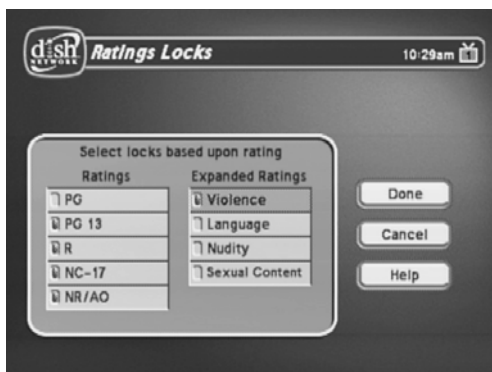 dish
NETWORK
Ratings Locks
10:29am
Select locks based upon rating
Ratings
Expanded Ratings
PG
PG 13
R
NC-17
NR/AO
Violence
Language
Nudity
Sexual Content
Done
Cancel
Help